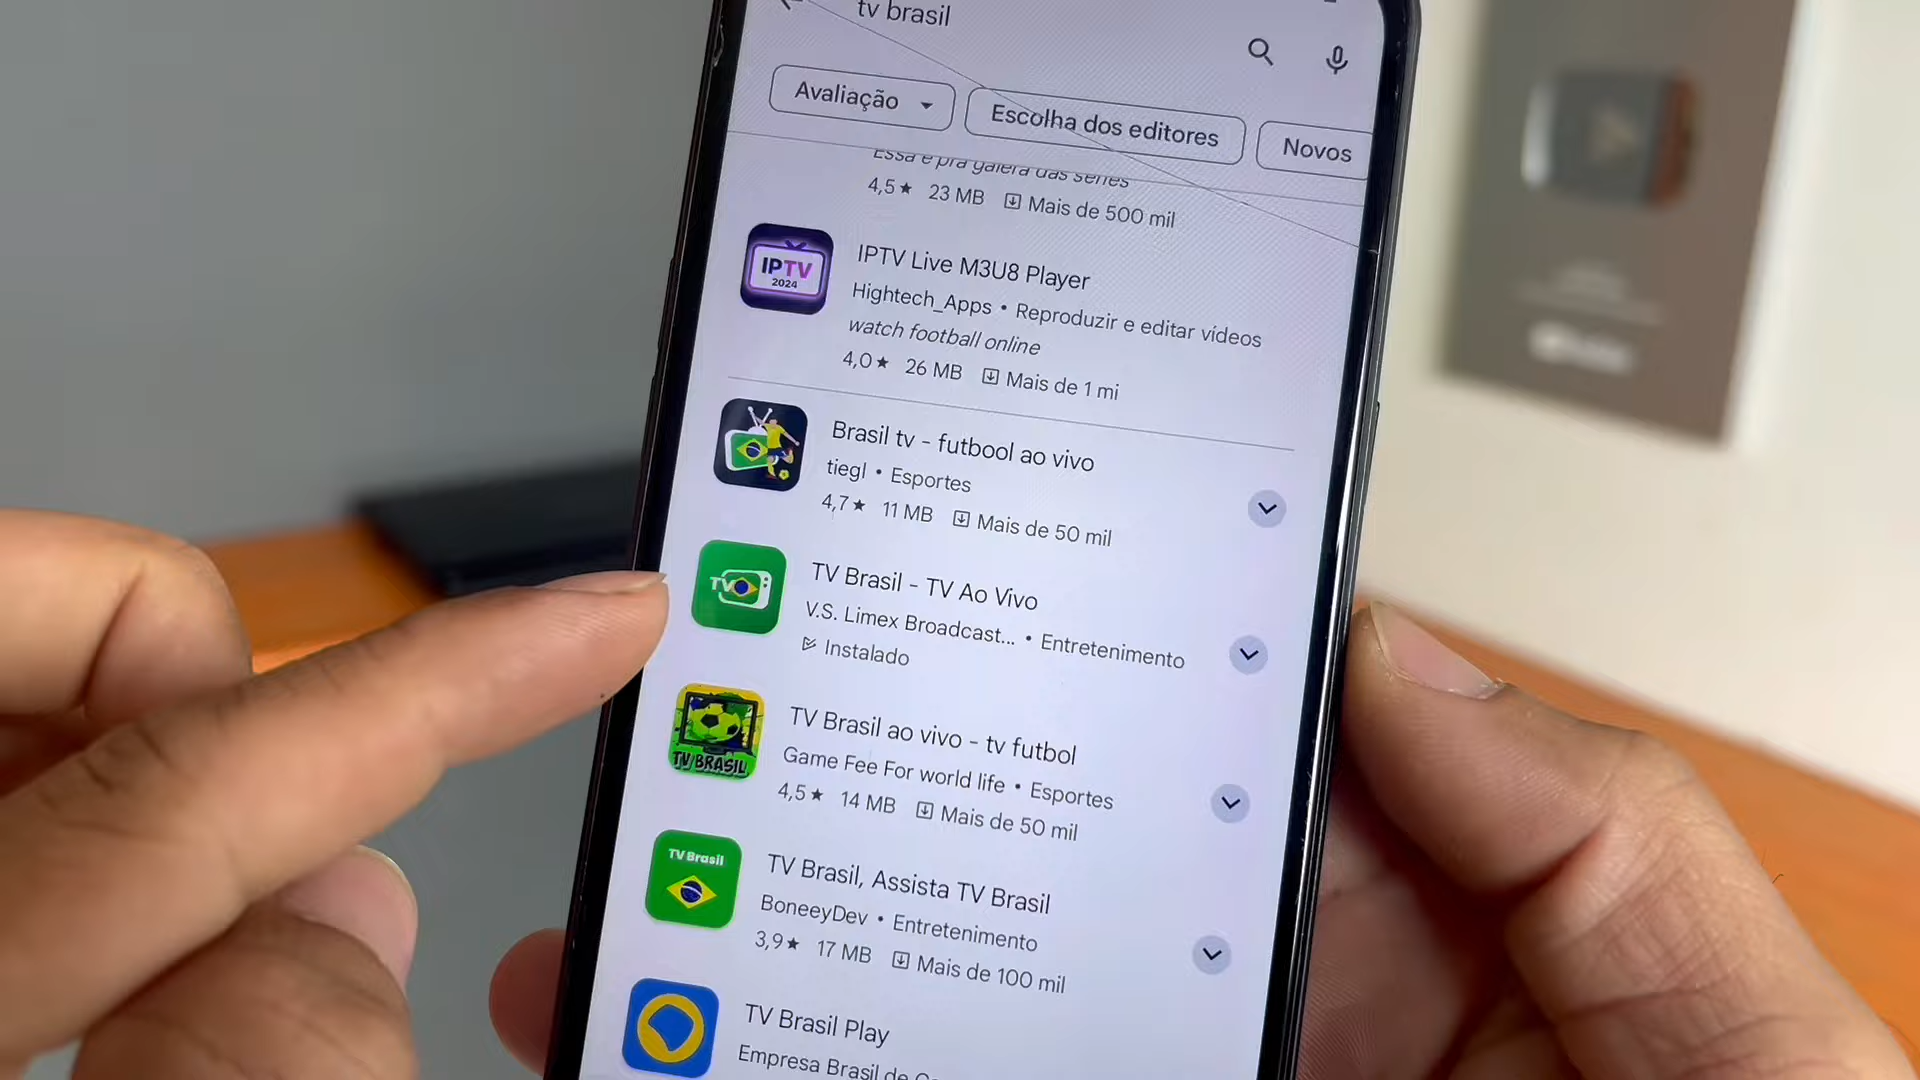 tv brasil
Avaliação
Escolha dos editores
Novos
Essa é pra galera das séries
4,5★ 23 MB Mais de 500 mil
IPTV
2024
IPTV Live M3U8 Player
Hightech_Apps • Reproduzir e editar vídeos
watch football online
4,0★ 26 MB Mais de 1 mi
Brasil tv - futbool ao vivo
tiegl • Esportes
4,7★ 11 MB Mais de 50 mil
TV
TV Brasil - TV Ao Vivo
V.S. Limex Broadcast... • Entretenimento
Instalado
TV BRASIL
TV Brasil ao vivo - tv futbol
Game Fee For world life • Esportes
4,5★ 14 MB Mais de 50 mil
TV Brasil
TV Brasil, Assista TV Brasil
BoneeyDev • Entretenimento
3,9★ 17 MB Mais de 100 mil
TV Brasil Play
Empresa Brasil de